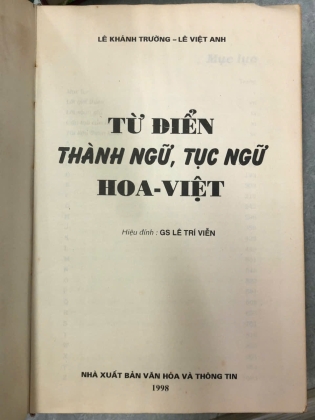 LÊ KHÁNH TRƯỜNG – LÊ VIỆT ANH
TỪ ĐIỂN
THÀNH NGỮ, TỤC NGỮ
HOA-VIỆT
Hiệu đính : GS LÊ TRÍ VIỄN
NHÀ XUẤT BẢN VĂN HÓA VÀ THÔNG TIN
1998